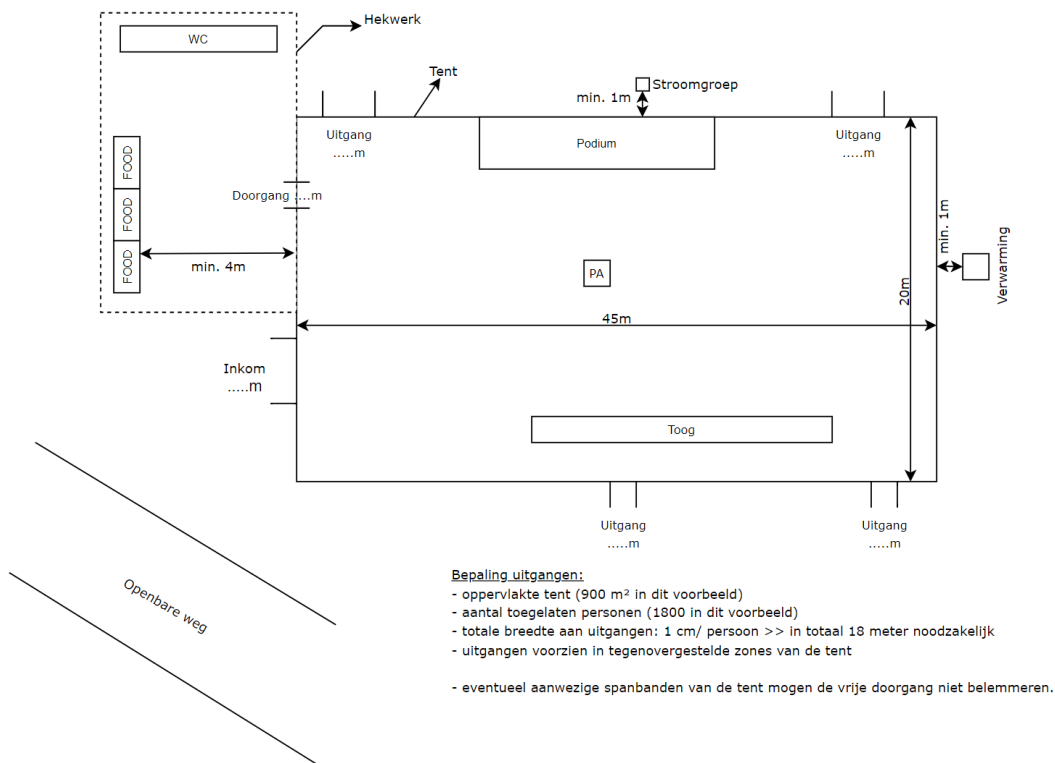 Hekwerk
WC
Tent
Stroomgroep
min. 1m
Uitgang
.....m
Podium
Uitgang
.....m
FOOD
FOOD
FOOD
Doorgang .....m
min. 4m
PA
min. 1m
Verwarming
20m
45m
Inkom
.....m
Toog
Uitgang
.....m
Uitgang
.....m
Openbare weg
Bepaling uitgangen:
- oppervlakte tent (900 m² in dit voorbeeld)
- aantal toegelaten personen (1800 in dit voorbeeld)
- totale breedte aan uitgangen: 1 cm/ persoon >> in totaal 18 meter noodzakelijk
- uitgangen voorzien in tegenovergestelde zones van de tent
- eventueel aanwezige spanbanden van de tent mogen de vrije doorgang niet belemmeren.